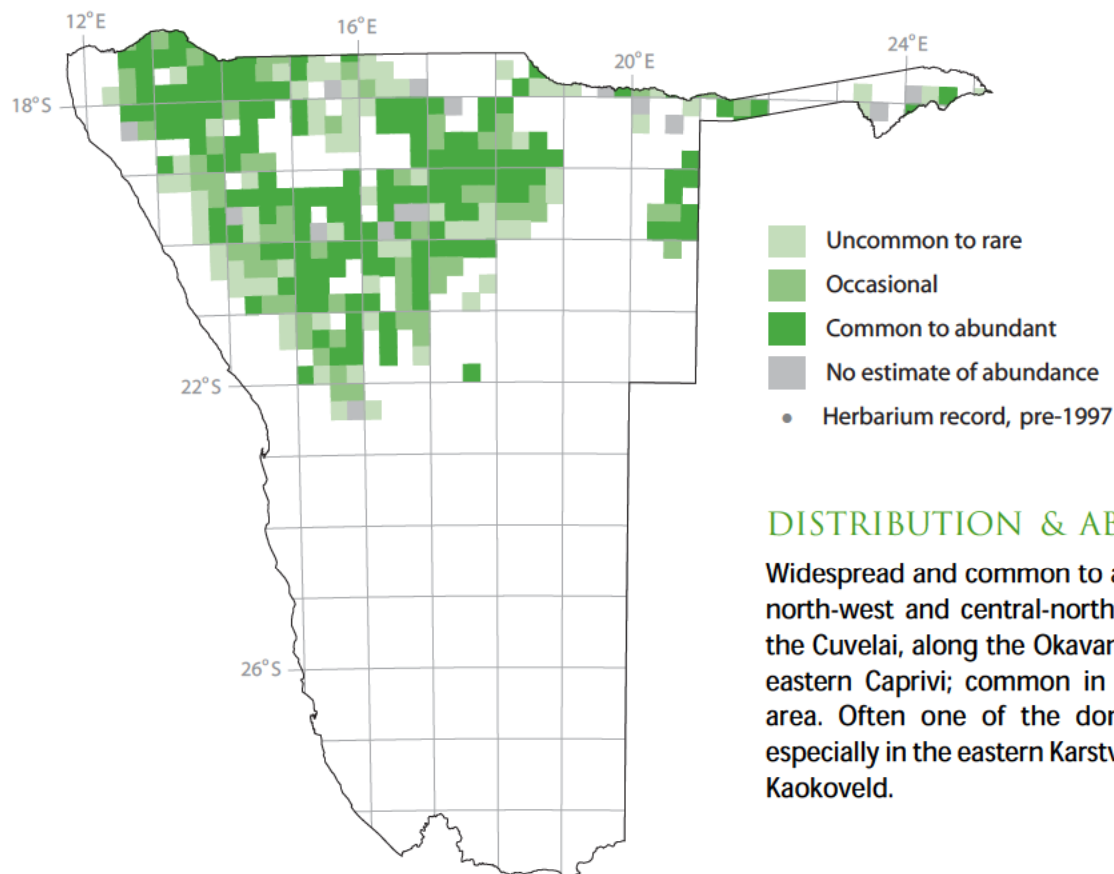 12°E
16°E
20°E
24°E
18°S
22°S
26°S
Uncommon to rare
Occasional
Common to abundant
No estimate of abundance
Herbarium record, pre-1997
DISTRIBUTION & AB
Widespread and common to a
north-west and central-north
the Cuvelai, along the Okavan
eastern Caprivi; common in
area. Often one of the dor
especially in the eastern Karstv
Kaokoveld.